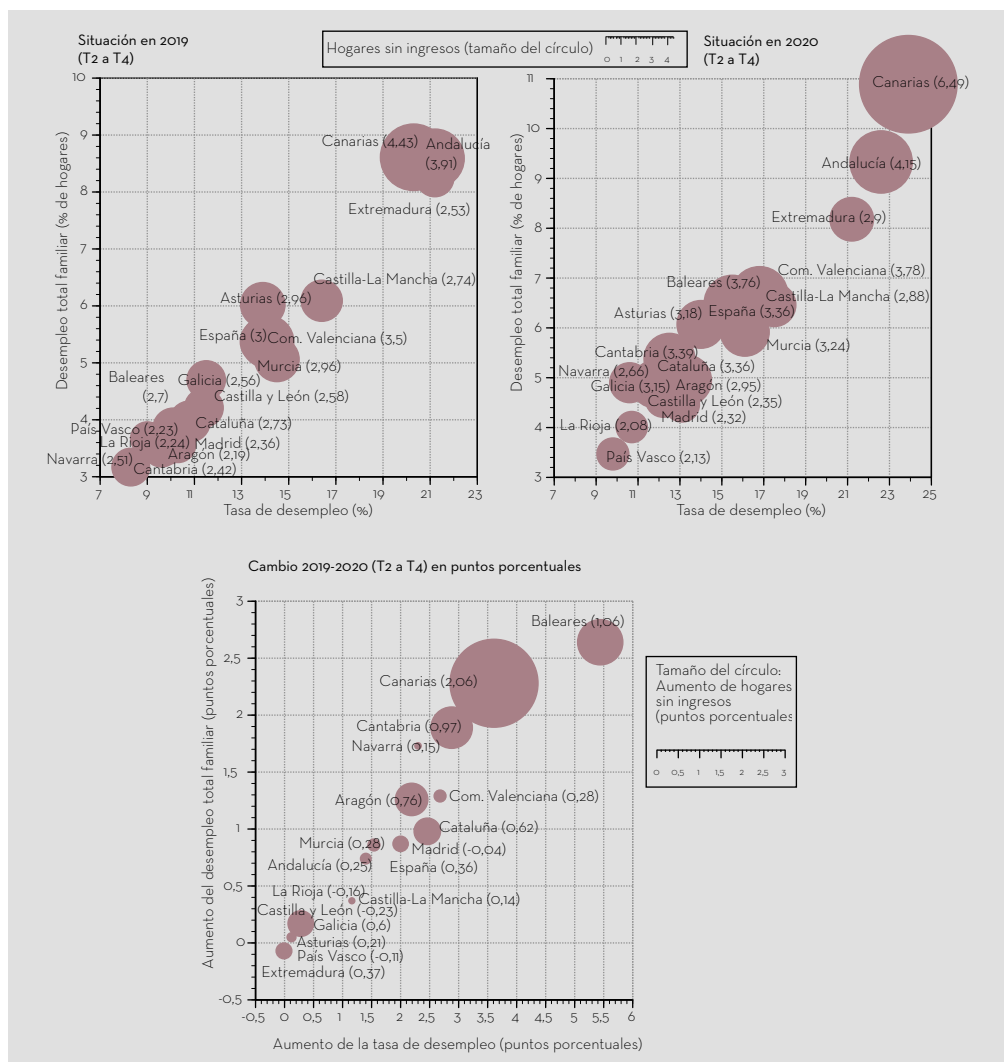 Situación en 2019
(T2 a T4)
Hogares sin ingresos (tamaño del círculo)
0 1 2 3 4
Situación en 2020
(T2 a T4)
Desempleo total familiar (% de hogares)
10
9
8
7
6
5
4
3
Canarias (4,43)
Andalucía
(3,91)
Extremadura (2,53)
Castilla-La Mancha (2,74)
Asturias (2,96)
España (3)
Com. Valenciana (3,5)
Murcia (2,96)
Baleares
(2,7)
Galicia (2,56)
Castilla y León (2,58)
País Vasco (2,23)
Cataluña (2,73)
La Rioja (2,24)
Madrid (2,36)
Aragón (2,19)
Navarra (2,51)
Cantabria (2,42)
7 9 11 13 15 17 19 21 23
Tasa de desempleo (%)
Desempleo total familiar (% de hogares)
11
10
9
8
7
6
5
4
3
Canarias (6,49)
Andalucía (4,15)
Extremadura (2,9)
Com. Valenciana (3,78)
Baleares (3,76)
Castilla-La Mancha (2,88)
Asturias (3,18)
España (3,36)
Murcia (3,24)
Cantabria (3,39)
Navarra (2,66)
Cataluña (3,36)
Galicia (3,15)
Aragón (2,95)
Castilla y León (2,35)
Madrid (2,32)
La Rioja (2,08)
País Vasco (2,13)
7 9 11 13 15 17 19 21 23 25
Tasa de desempleo (%)
Cambio 2019-2020 (T2 a T4) en puntos porcentuales
Aumento del desempleo total familiar (puntos porcentuales)
3
2,5
2
1,5
1
0,5
0
-0,5
Baleares (1,06)
Canarias (2,06)
Cantabria (0,97)
Navarra (0,15)
Aragón (0,76)
Com. Valenciana (0,28)
Cataluña (0,62)
Murcia (0,28)
Madrid (-0,04)
Andalucía (0,25)
España (0,36)
La Rioja (-0,16)
Castilla-La Mancha (0,14)
Castilla y León (-0,23)
Galicia (0,6)
Asturias (0,21)
País Vasco (-0,11)
Extremadura (0,37)
-0,5 0 0,5 1 1,5 2 2,5 3 3,5 4 4,5 5 5,5 6
Aumento de la tasa de desempleo (puntos porcentuales)
Tamaño del círculo:
Aumento de hogares
sin ingresos
(puntos porcentuales
0 0,5 1 1,5 2 2,5 3